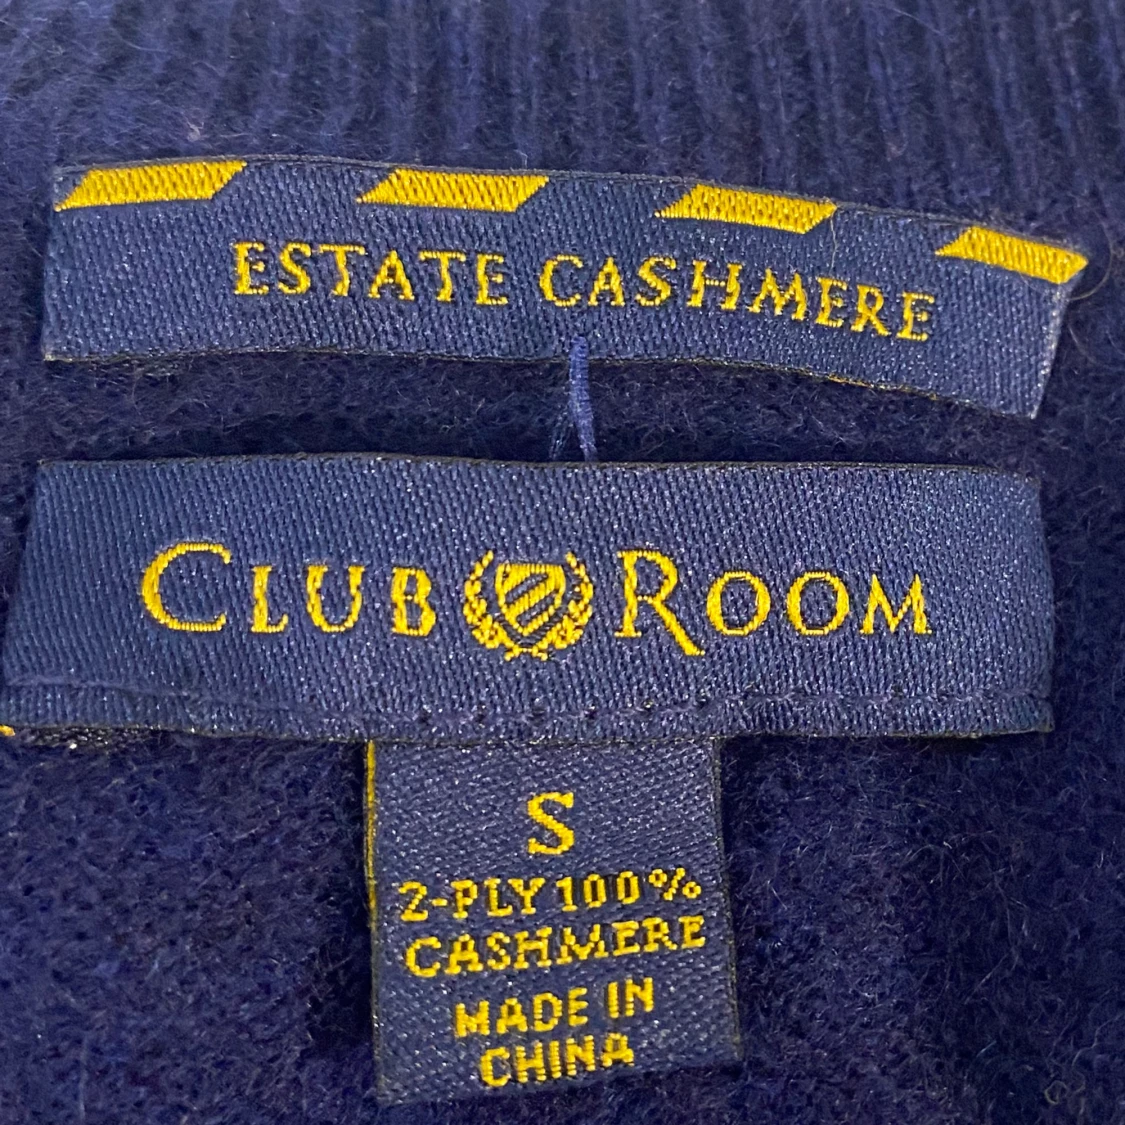 ESTATE CASHMERE
CLUB ROOM
S
2-PLY 100%
CASHMERE
MADE IN
CHINA